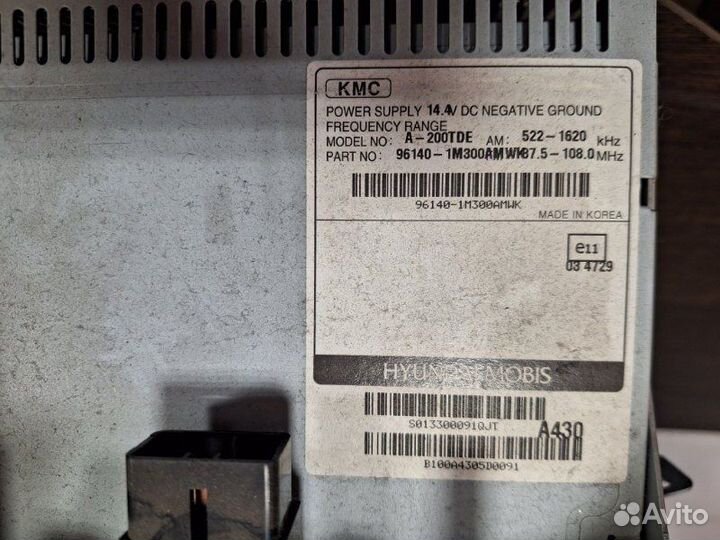 KMC
POWER SUPPLY 14.4V DC NEGATIVE GROUND
FREQUENCY RANGE
MODEL NO: A-200TDE AM: 522-1620 kHz
PART NO: 96140-1M300AMWK 87.5-108.0 MHz
96140-1M300AMWK
MADE IN KOREA
e11
03 4729
HYUNDAI MOBIS
S013300091QJT
A430
B100A4305D0091
Avito